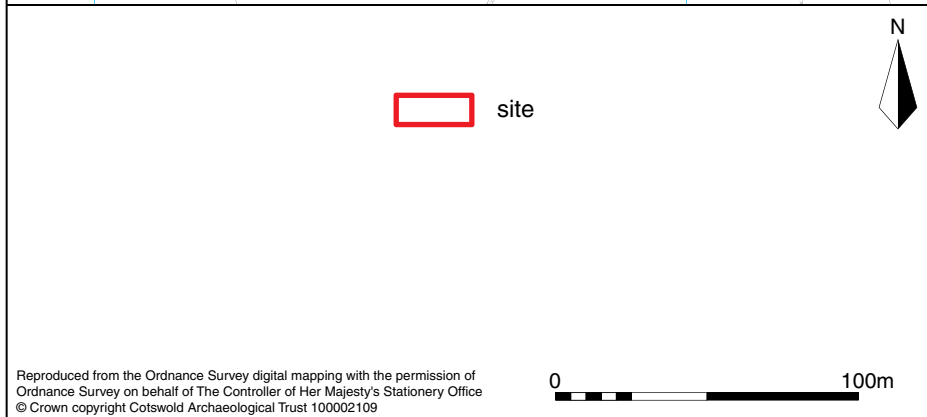 N
site
Reproduced from the Ordnance Survey digital mapping with the permission of
Ordnance Survey on behalf of The Controller of Her Majesty's Stationery Office
© Crown copyright Cotswold Archaeological Trust 100002109
0 100m